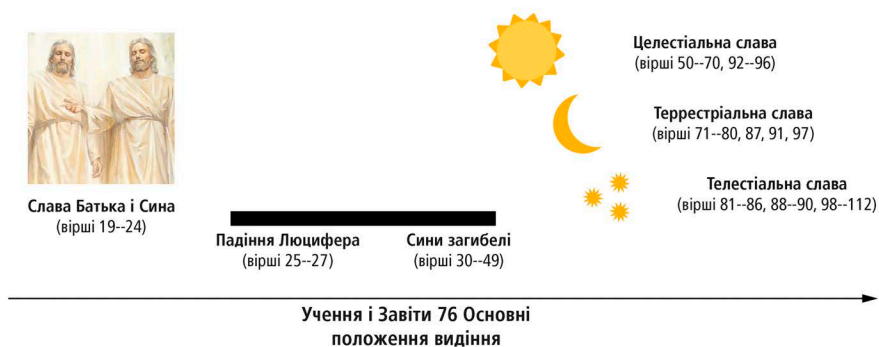 Слава Батька і Сина
(вірші 19--24)
Падіння Люцифера
(вірші 25--27)
Сини загибелі
(вірші 30--49)
Целестіальна слава
(вірші 50--70, 92--96)
Террестріальна слава
(вірші 71--80, 87, 91, 97)
Телестіальна слава
(вірші 81--86, 88--90, 98--112)
Учення і Завіти 76 Основні
положення видіння